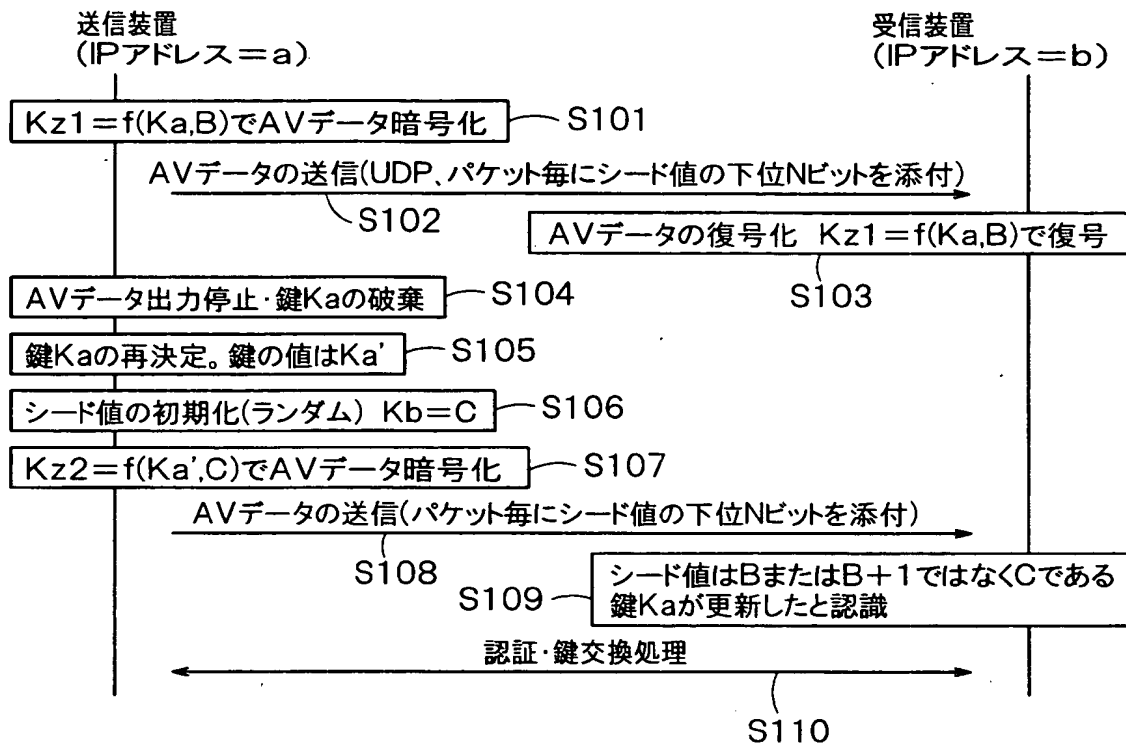 送信装置
(IPアドレス=a)
受信装置
(IPアドレス=b)
Kz1=f(Ka,B)でAVデータ暗号化
S101
AVデータの送信(UDP、パケット毎にシード値の下位Nビットを添付)
S102
AVデータの復号化 Kz1=f(Ka,B)で復号
S103
AVデータ出力停止・鍵Kaの破棄
S104
鍵Kaの再決定。鍵の値はKa'
S105
シード値の初期化(ランダム) Kb=C
S106
Kz2=f(Ka',C)でAVデータ暗号化
S107
AVデータの送信(パケット毎にシード値の下位Nビットを添付)
S108
シード値はBまたはB+1ではなくCである
鍵Kaが更新したと認識
S109
認証・鍵交換処理
S110